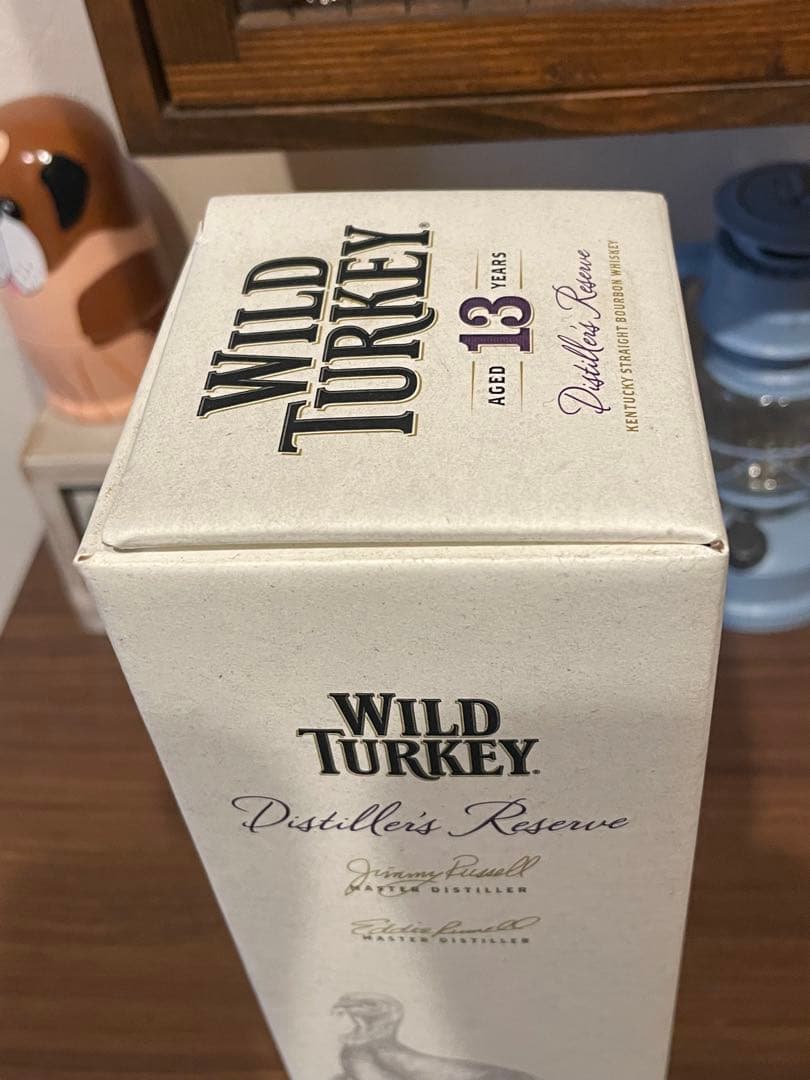 WILD
TURKEY®
AGED 13 YEARS
Distiller's Reserve
KENTUCKY STRAIGHT BOURBON WHISKEY
WILD
TURKEY
Distiller's Reserve
Jimmy Russell
MASTER DISTILLER
Eddie Russell
MASTER DISTILLER